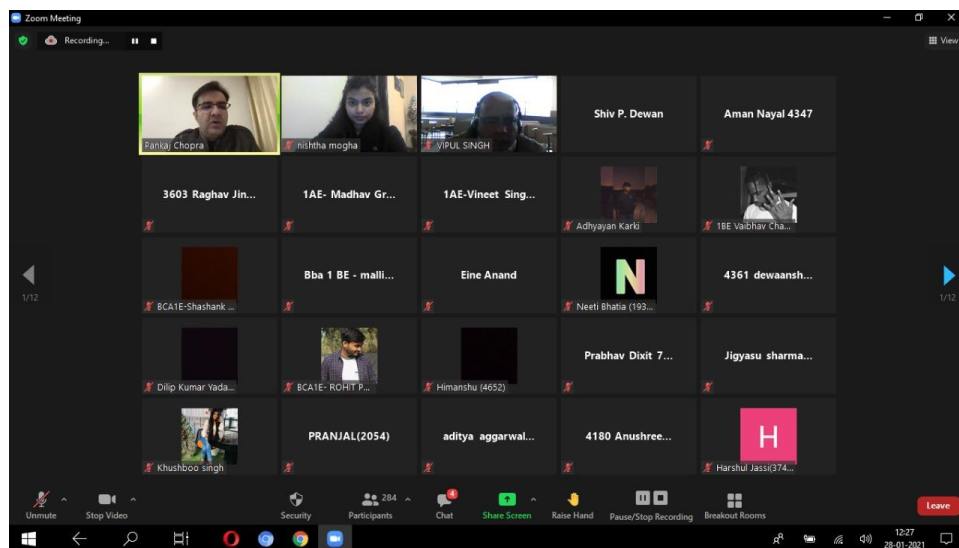 Zoom Meeting
Recording...
View
Pankaj Chopra
nishtha mogha
VIPUL SINGH
Shiv P. Dewan
Aman Nayal 4347
3603 Raghav Jin...
1AE- Madhav Gr...
1AE-Vineet Sing...
Adhyayan Karki
1BE Vaibhav Cha...
1/12
BCA1E-Shashank ...
Bba 1 BE - malli...
Eine Anand
N
Neeti Bhatia (193...
4361 dewaansh...
1/12
Dilip Kumar Yada...
BCA1E- ROHIT P...
Himanshu (4652)
Prabhav Dixit 7...
Jigyasu sharma...
Khushboo singh
PRANJAL(2054)
aditya aggarwal...
4180 Anushree...
H
Harshul Jassi(374...
Unmute
Stop Video
Security
284
Participants
4
Chat
Share Screen
Raise Hand
Pause/Stop Recording
Breakout Rooms
Leave
12:27
28-01-2021